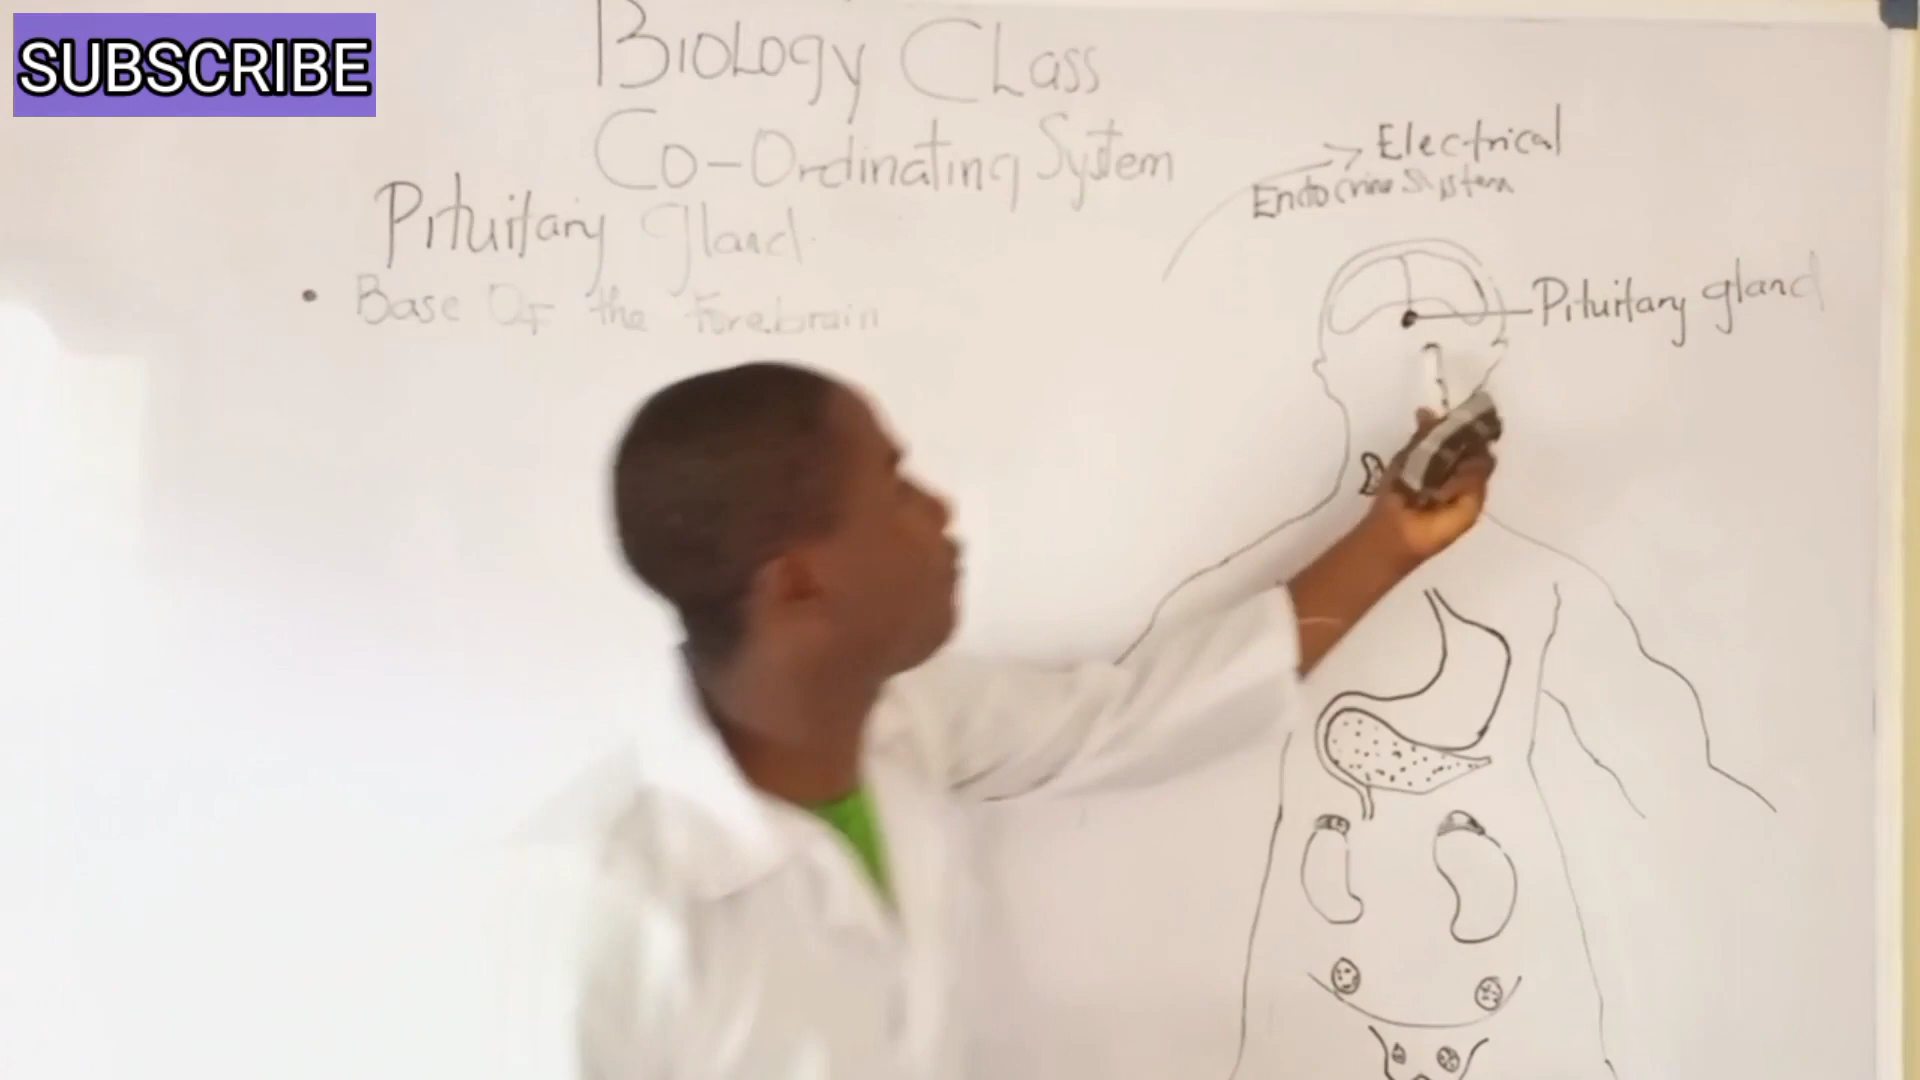 SUBSCRIBE
Biology Class
Co-Ordinating System
Pituitary gland
• Base Of the Forebrain
Electrical
Endocrine System
Pituitary gland